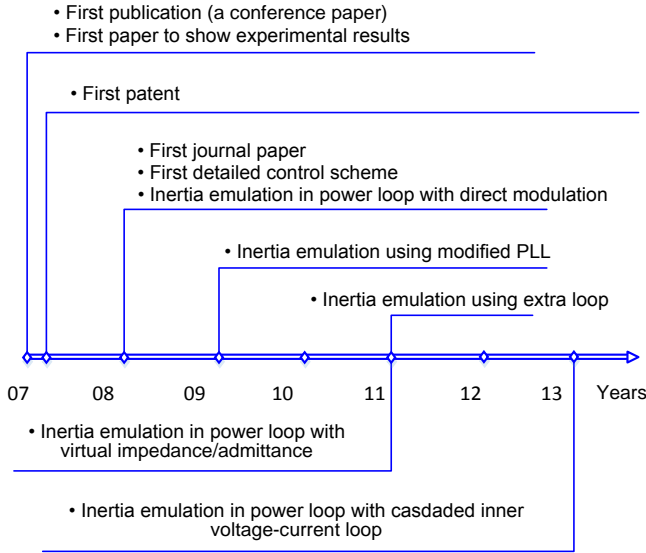 • First publication (a conference paper)
• First paper to show experimental results
• First patent
• First journal paper
• First detailed control scheme
• Inertia emulation in power loop with direct modulation
• Inertia emulation using modified PLL
• Inertia emulation using extra loop
07 08 09 10 11 12 13 Years
• Inertia emulation in power loop with
virtual impedance/admittance
• Inertia emulation in power loop with casdaded inner
voltage-current loop